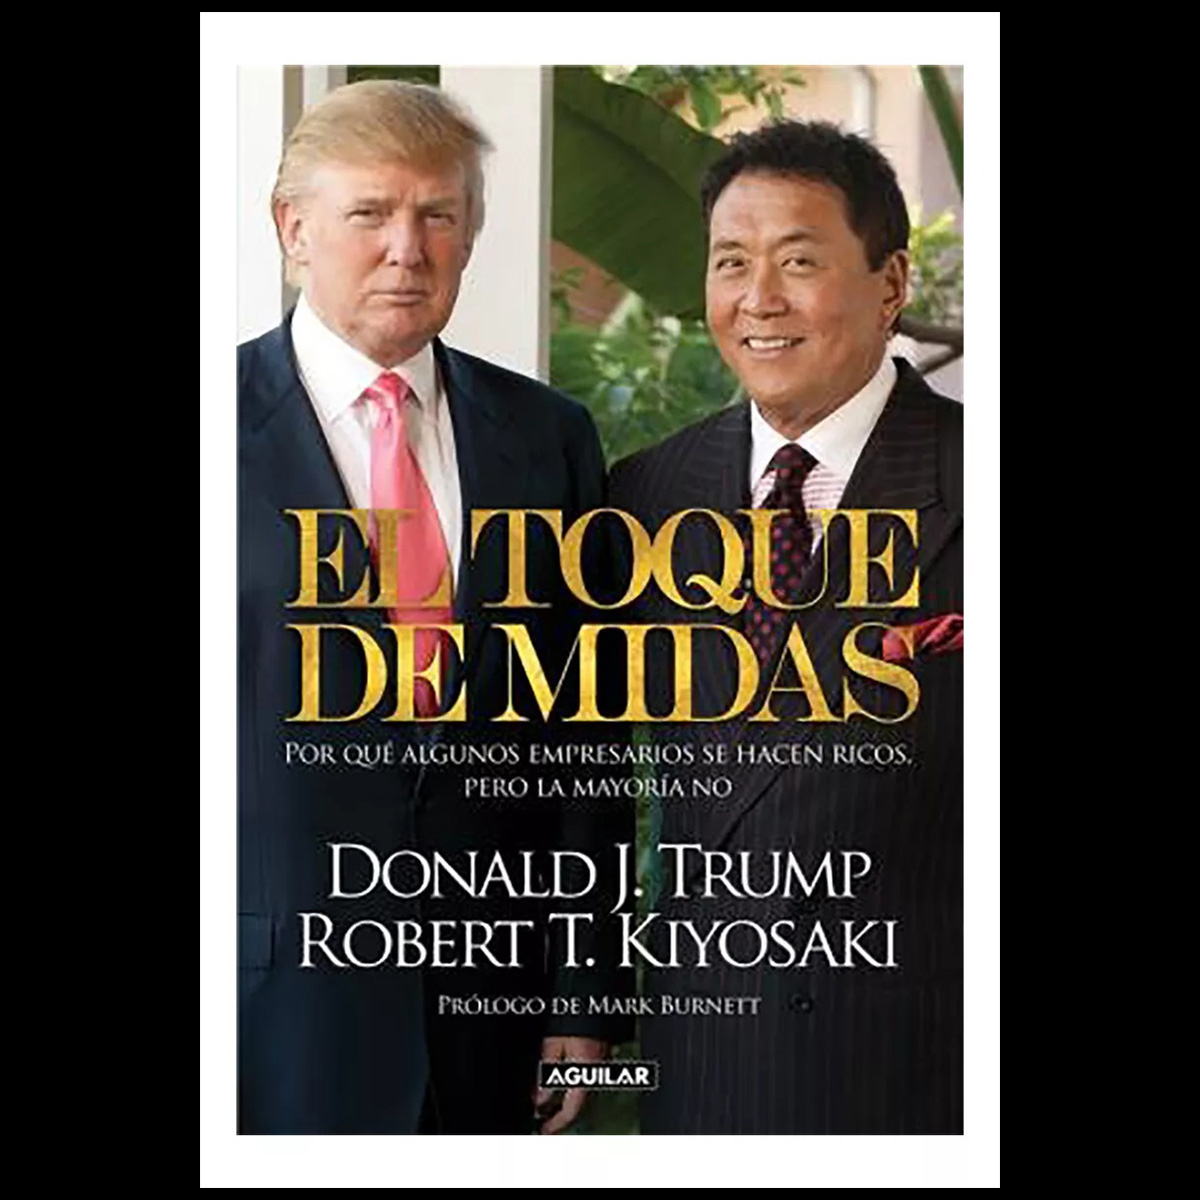 EL TOQUE
DE MIDAS
POR QUÉ ALGUNOS EMPRESARIOS SE HACEN RICOS,
PERO LA MAYORÍA NO
DONALD J. TRUMP
ROBERT T. KIYOSAKI
PRÓLOGO DE MARK BURNETT
AGUILAR